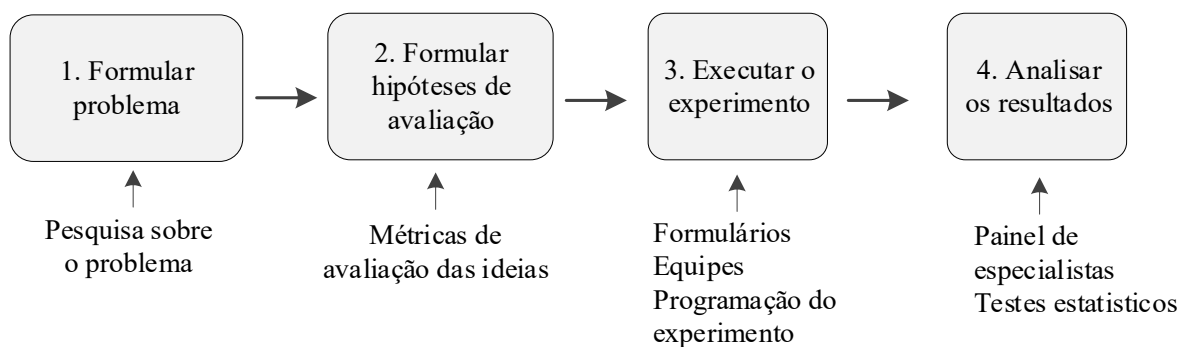 1. Formular
problema
2. Formular
hipóteses de
avaliação
3. Executar o
experimento
4. Analisar
os resultados
Pesquisa sobre
o problema
Métricas de
avaliação das ideias
Formulários
Equipes
Programação do
experimento
Painel de
especialistas
Testes estatisticos